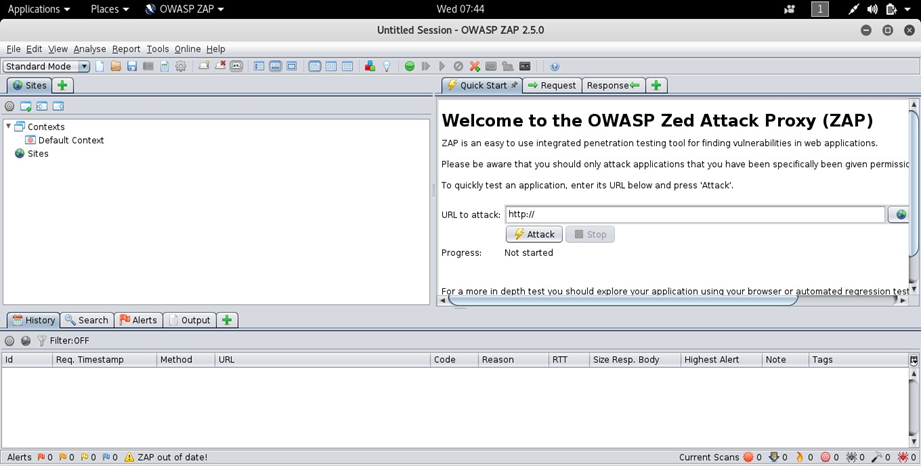 Applications Places OWASP ZAP Wed 07:44 1
Untitled Session - OWASP ZAP 2.5.0
File Edit View Analyse Report Tools Online Help
Standard Mode
Sites Quick Start Request Response
Contexts
Default Context
Sites
Welcome to the OWASP Zed Attack Proxy (ZAP)
ZAP is an easy to use integrated penetration testing tool for finding vulnerabilities in web applications.
Please be aware that you should only attack applications that you have been specifically been given permissio
To quickly test an application, enter its URL below and press 'Attack'.
URL to attack: http://
Attack Stop
Progress: Not started
For a more in depth test you should explore your application using your browser or automated regression test
History Search Alerts Output
Filter:OFF
Id Req. Timestamp Method URL Code Reason RTT Size Resp. Body Highest Alert Note Tags
Alerts 0 0 0 0 ZAP out of date! Current Scans 0 0 0 0 0 0 0